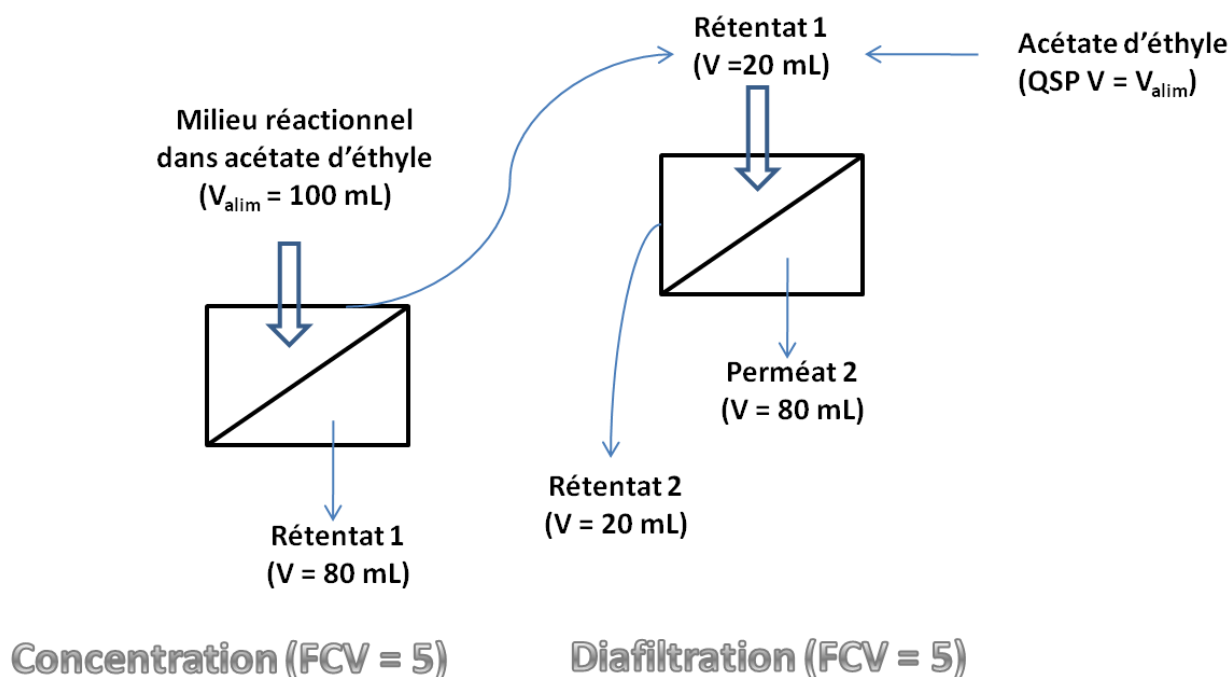 Milieu réactionnel
dans acétate d'éthyle
(Valim = 100 mL)
Rétentat 1
(V = 80 mL)
Rétentat 1
(V =20 mL)
Acétate d'éthyle
(QSP V = Valim)
Perméat 2
(V = 80 mL)
Rétentat 2
(V = 20 mL)
Concentration (FCV = 5)
Diafiltration (FCV = 5)